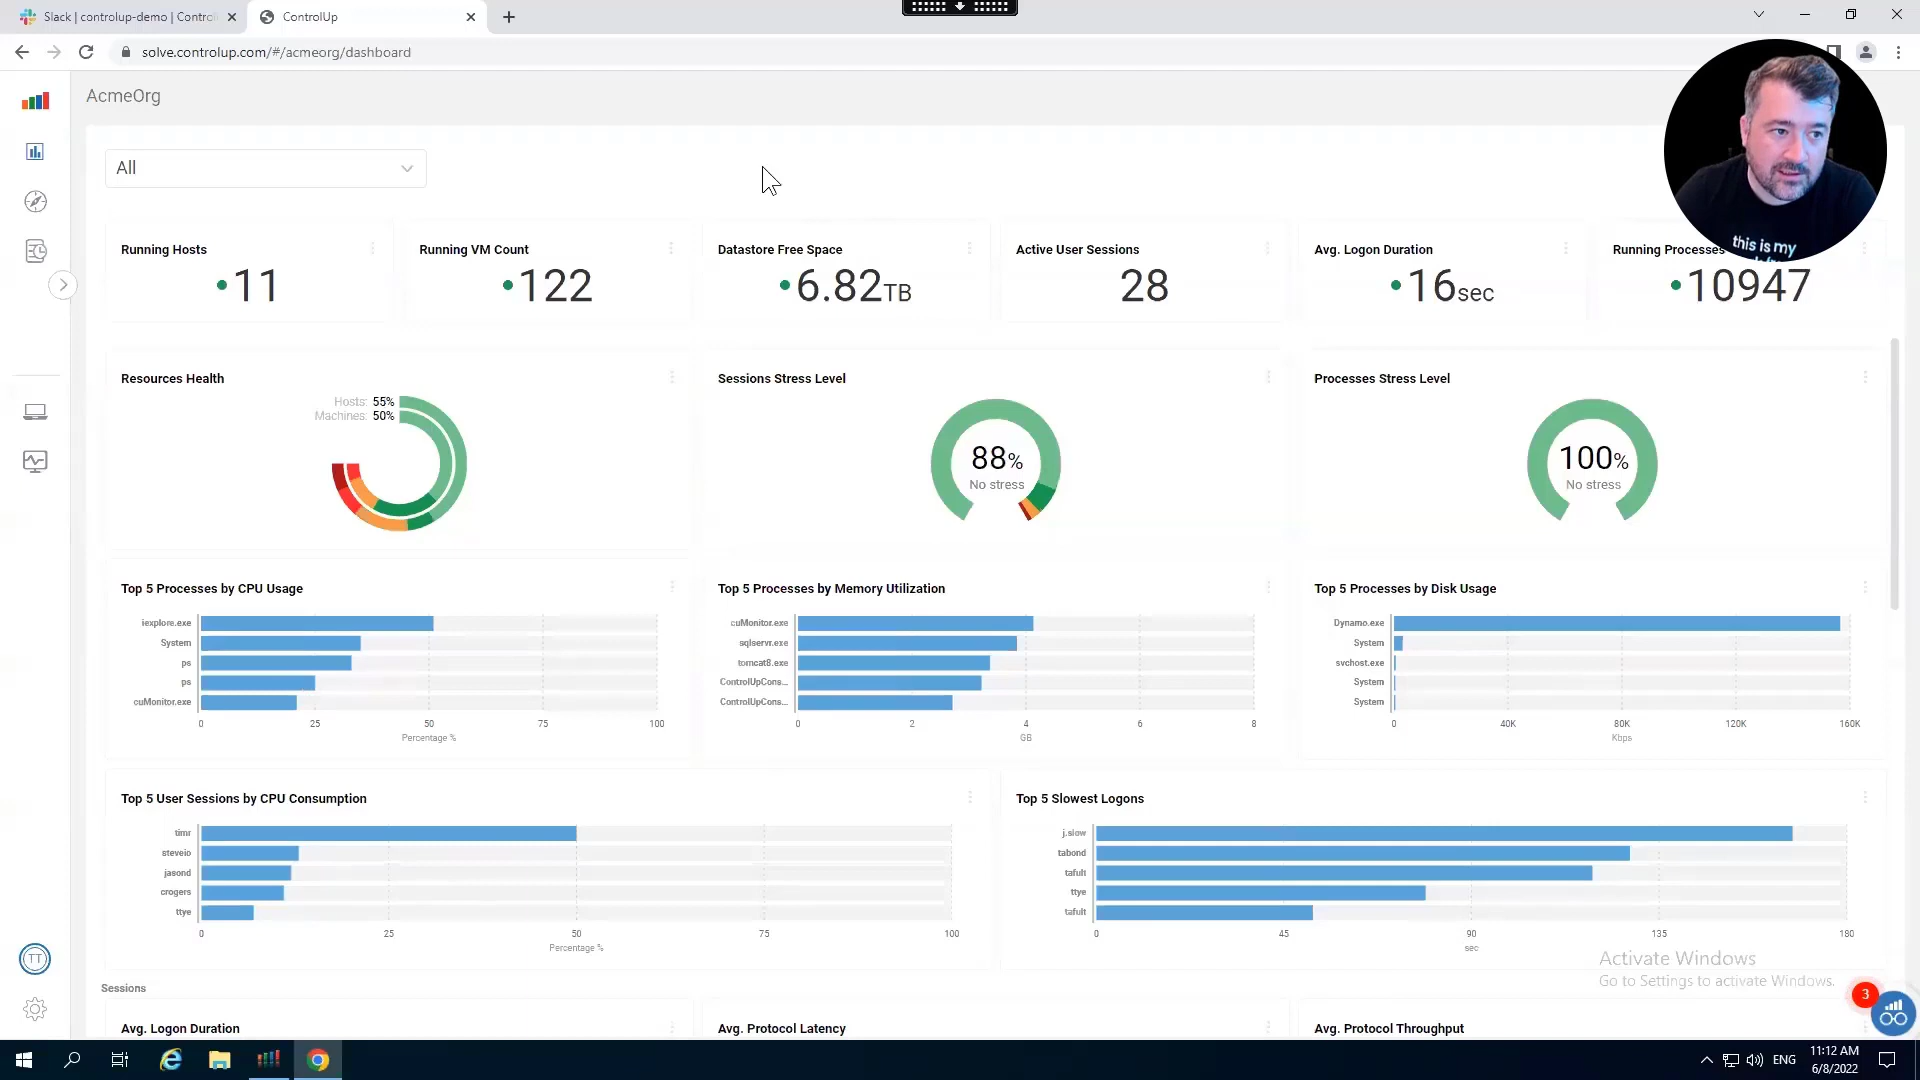 Slack | controlup-demo | Control
ControlUp
solve.controlup.com/#/acmeorg/dashboard
AcmeOrg
All
this is my
Running Hosts
11
Running VM Count
122
Datastore Free Space
6.82TB
Active User Sessions
28
Avg. Logon Duration
16sec
Running Processes
10947
Resources Health
Hosts: 55%
Machines: 50%
Sessions Stress Level
88%
No stress
Processes Stress Level
100%
No stress
Top 5 Processes by CPU Usage
iexplore.exe
System
ps
ps
cuMonitor.exe
0 25 50 75 100
Percentage %
Top 5 Processes by Memory Utilization
cuMonitor.exe
sqlservr.exe
tomcat8.exe
ControlUpCons...
ControlUpCons...
0 2 4 6 8
GB
Top 5 Processes by Disk Usage
Dynamo.exe
System
svchost.exe
System
System
0 40K 80K 120K 160K
Kbps
Top 5 User Sessions by CPU Consumption
timr
steveio
jasond
crogers
ttye
0 25 50 75 100
Percentage %
Top 5 Slowest Logons
j.slow
tabond
tafult
ttye
tafult
0 45 90 135 180
sec
Activate Windows
Go to Settings to activate Windows.
Sessions
Avg. Logon Duration
Avg. Protocol Latency
Avg. Protocol Throughput
TT
3
ENG
11:12 AM
6/8/2022